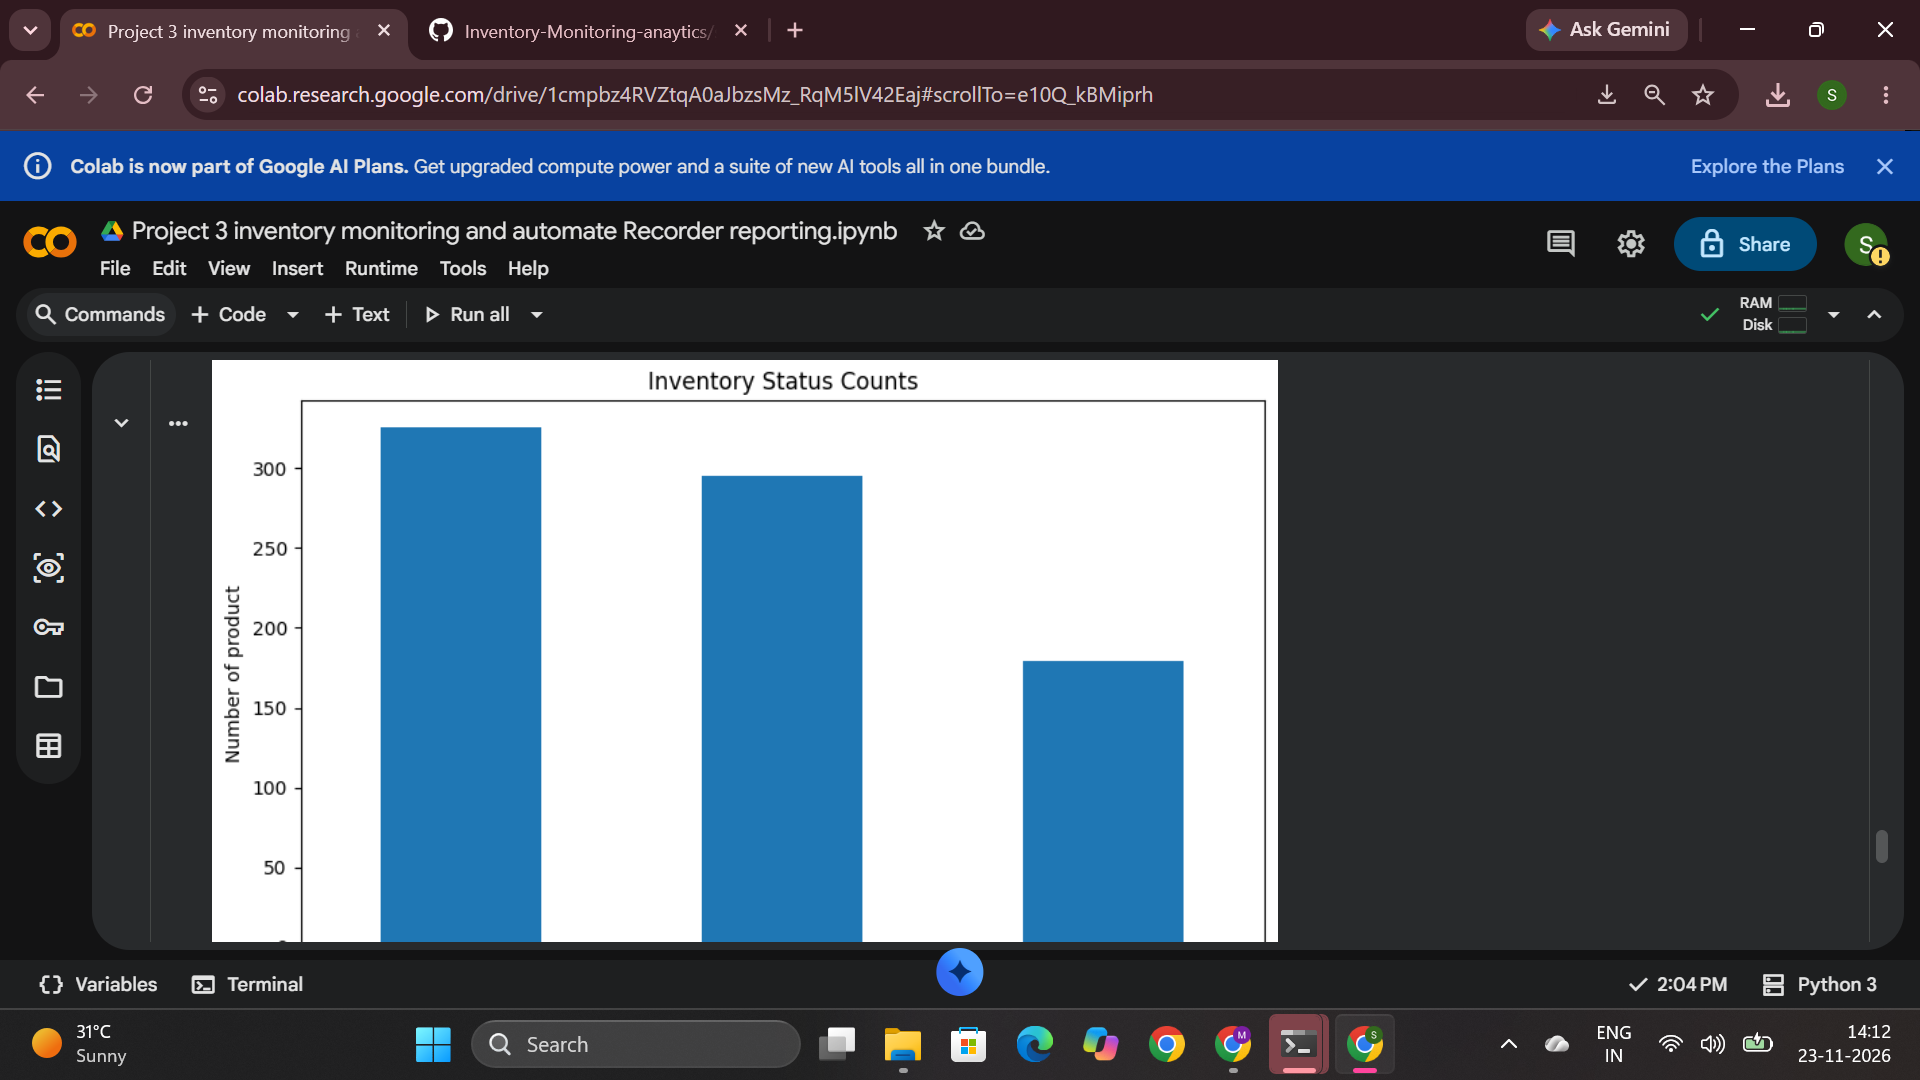 Project 3 inventory monitoring
Inventory-Monitoring-anaytics/
Ask Gemini
colab.research.google.com/drive/1cmpbz4RVZtqA0aJbzsMz_RqM5lV42Eaj#scrollTo=e10Q_kBMiprh
S
Colab is now part of Google AI Plans. Get upgraded compute power and a suite of new AI tools all in one bundle.
Explore the Plans
Project 3 inventory monitoring and automate Recorder reporting.ipynb
Share
S
File Edit View Insert Runtime Tools Help
Commands + Code + Text Run all
RAM
Disk
Inventory Status Counts
300
250
200
150
100
50
Number of product
Variables
Terminal
2:04 PM
Python 3
31°C
Sunny
Search
M
S
ENG
IN
14:12
23-11-2026